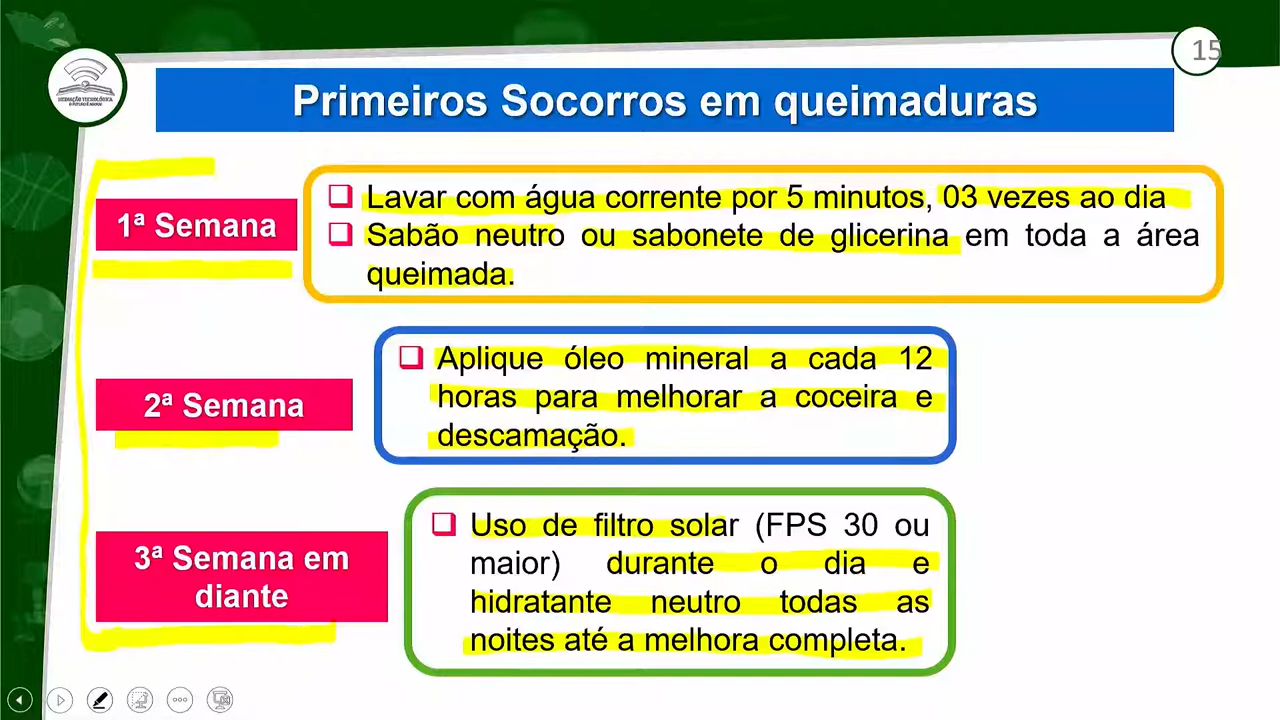 15
MEDIAÇÃO TECNOLÓGICA
Primeiros Socorros em queimaduras
1ª Semana
Lavar com água corrente por 5 minutos, 03 vezes ao dia
Sabão neutro ou sabonete de glicerina em toda a área
queimada.
2ª Semana
Aplique óleo mineral a cada 12
horas para melhorar a coceira e
descamação.
3ª Semana em
diante
Uso de filtro solar (FPS 30 ou
maior) durante o dia e
hidratante neutro todas as
noites até a melhora completa.